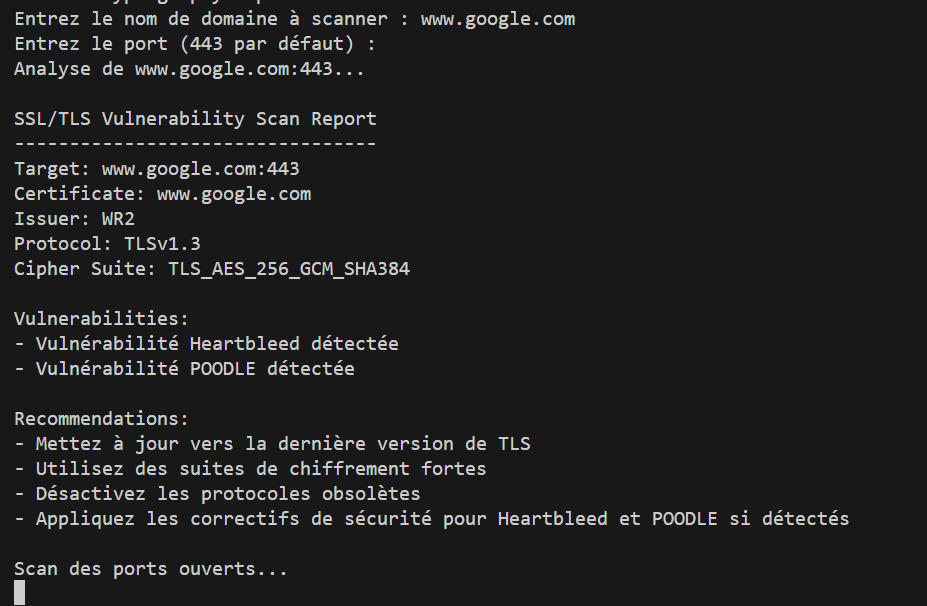 Entrez le nom de domaine à scanner : www.google.com
Entrez le port (443 par défaut) :
Analyse de www.google.com:443...
SSL/TLS Vulnerability Scan Report
---------------------------------
Target: www.google.com:443
Certificate: www.google.com
Issuer: WR2
Protocol: TLSv1.3
Cipher Suite: TLS_AES_256_GCM_SHA384
Vulnerabilities:
- Vulnérabilité Heartbleed détectée
- Vulnérabilité POODLE détectée
Recommendations:
- Mettez à jour vers la dernière version de TLS
- Utilisez des suites de chiffrement fortes
- Désactivez les protocoles obsolètes
- Appliquez les correctifs de sécurité pour Heartbleed et POODLE si détectés
Scan des ports ouverts...